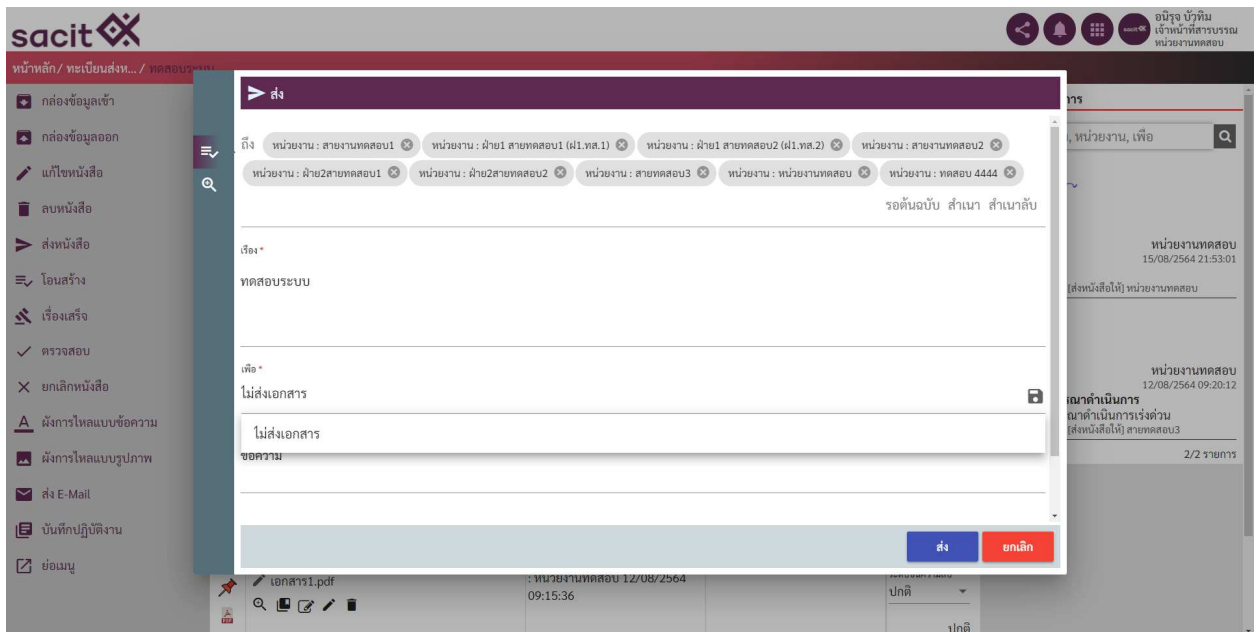 sacit
อนิรุจ บัวทิม
เจ้าหน้าที่สารบรรณ
หน่วยงานทดสอบ
หน้าหลัก/ ทะเบียนส่งห... / ทดสอบระบบ
กล่องข้อมูลเข้า
กล่องข้อมูลออก
แก้ไขหนังสือ
ลบหนังสือ
ส่งหนังสือ
โอนสร้าง
เรื่องเสร็จ
ตรวจสอบ
ยกเลิกหนังสือ
ผังการไหลแบบข้อความ
ผังการไหลแบบรูปภาพ
ส่ง E-Mail
บันทึกปฏิบัติงาน
ย่อเมนู
ส่ง
ถึง หน่วยงาน : สายงานทดสอบ1 หน่วยงาน : ฝ่าย1 สายทดสอบ1 (ฝ1.ทส.1) หน่วยงาน : ฝ่าย1 สายทดสอบ2 (ฝ1.ทส.2) หน่วยงาน : สายงานทดสอบ2
หน่วยงาน : ฝ่าย2สายทดสอบ1 หน่วยงาน : ฝ่าย2สายทดสอบ2 หน่วยงาน : สายทดสอบ3 หน่วยงาน : หน่วยงานทดสอบ หน่วยงาน : ทดสอบ 4444
รอต้นฉบับ สำเนา สำเนาลับ
เรื่อง *
ทดสอบระบบ
เพื่อ *
ไม่ส่งเอกสาร
ไม่ส่งเอกสาร
ข้อความ
ส่ง ยกเลิก
การ
, หน่วยงาน, เพื่อ
หน่วยงานทดสอบ
15/08/2564 21:53:01
[ส่งหนังสือให้] หน่วยงานทดสอบ
หน่วยงานทดสอบ
12/08/2564 09:20:12
ณาดำเนินการ
ณาดำเนินการเร่งด่วน
[ส่งหนังสือให้] สายทดสอบ3
2/2 รายการ
เอกสาร1.pdf
: หน่วยงานทดสอบ 12/08/2564
09:15:36
ปกติ
ปกติ